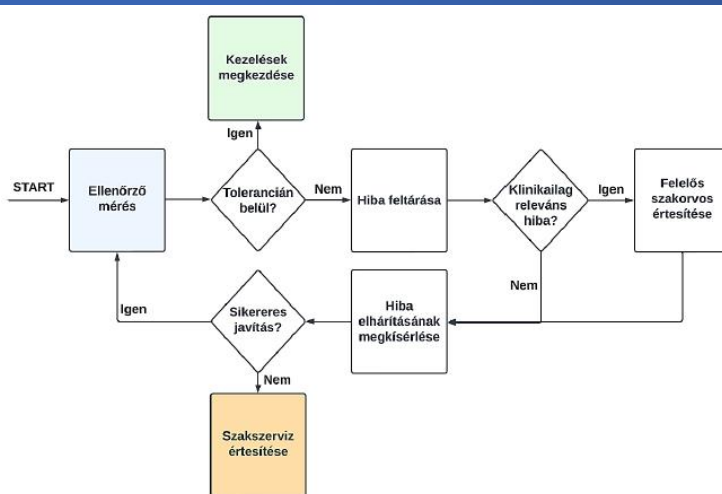 Kezelések
megkezdése
Igen
START
Ellenőrző
mérés
Tolerancián
belül?
Nem
Hiba feltárása
Klinikailag
releváns
hiba?
Igen
Felelős
szakorvos
értesítése
Nem
Igen
Sikereres
javítás?
Hiba
elhárításának
megkísérlése
Nem
Szakszerviz
értesítése